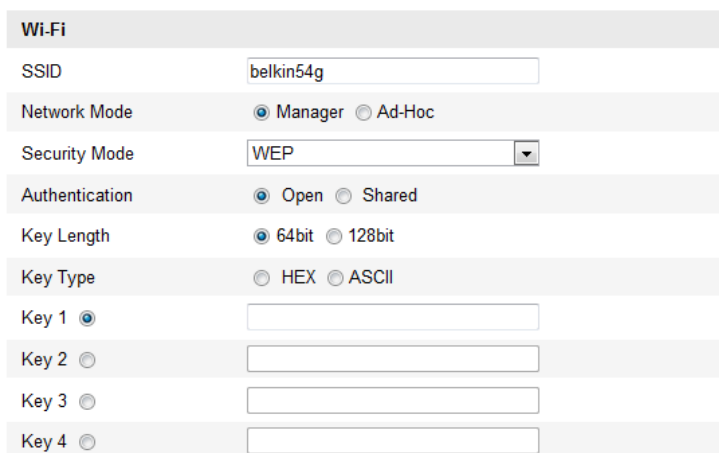 Wi-Fi
SSID belkin54g
Network Mode Manager Ad-Hoc
Security Mode WEP
Authentication Open Shared
Key Length 64bit 128bit
Key Type HEX ASCII
Key 1
Key 2
Key 3
Key 4